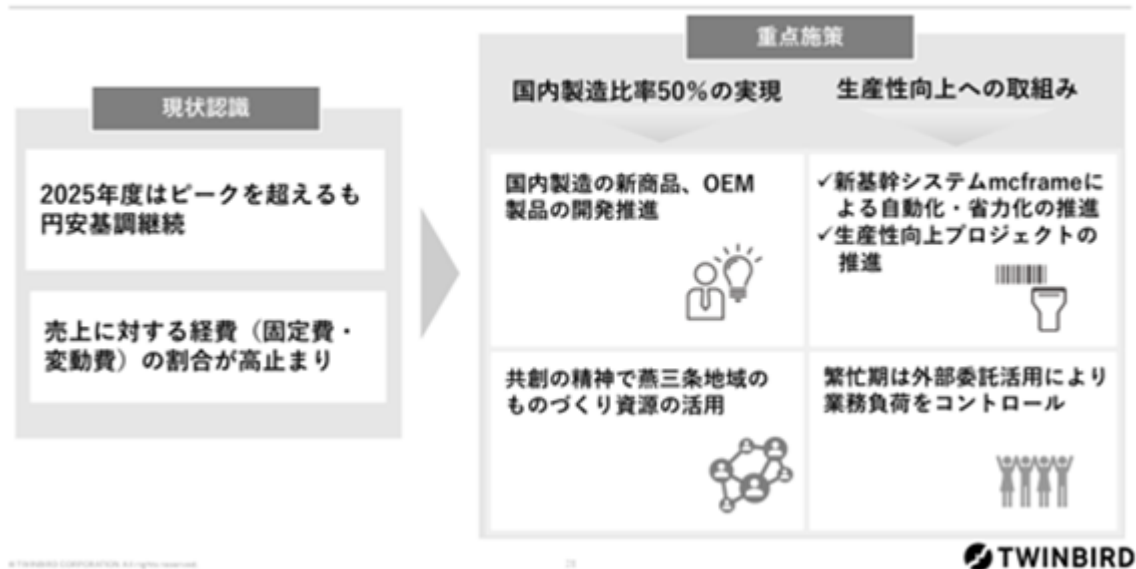 現状認識
2025年度はピークを超えるも
円安基調継続
売上に対する経費（固定費・
変動費）の割合が高止まり
重点施策
国内製造比率50％の実現
国内製造の新商品、OEM
製品の開発推進
共創の精神で燕三条地域の
ものづくり資源の活用
生産性向上への取組み
✓新基幹システムmcframeに
よる自動化・省力化の推進
✓生産性向上プロジェクトの
推進
繁忙期は外部委託活用により
業務負荷をコントロール
© TWINBIRD CORPORATION All rights reserved
TWINBIRD